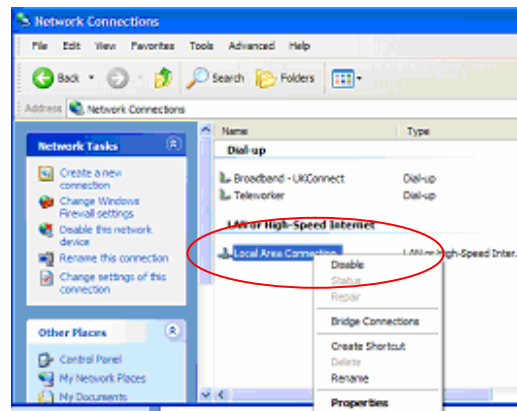 Network Connections
File Edit View Favorites Tools Advanced Help
Back Search Folders
Address Network Connections
Name Type
Network Tasks
Create a new
connection
Change Windows
Firewall settings
Disable this network
device
Rename this connection
Change settings of this
connection
Other Places
Control Panel
My Network Places
My Documents
Dial-up
Broadband - UKConnect Dial-up
Teleworker Dial-up
LAN or High-Speed Internet
Local Area Connection LAN or High-Speed Inter.
Disable
Status
Repair
Bridge Connections
Create Shortcut
Delete
Rename
Properties